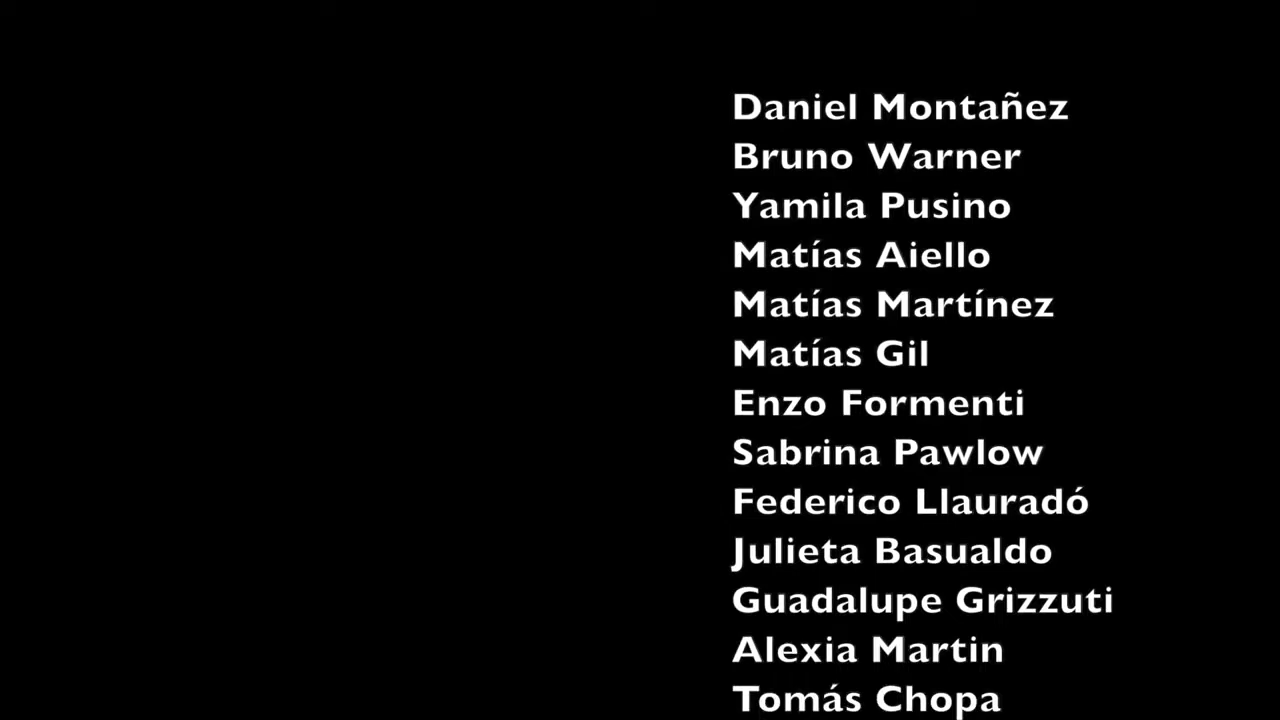 Daniel Montañez
Bruno Warner
Yamila Pusino
Matías Aiello
Matías Martínez
Matías Gil
Enzo Formenti
Sabrina Pawlow
Federico Llauradó
Julieta Basualdo
Guadalupe Grizzuti
Alexia Martin
Tomás Chopa